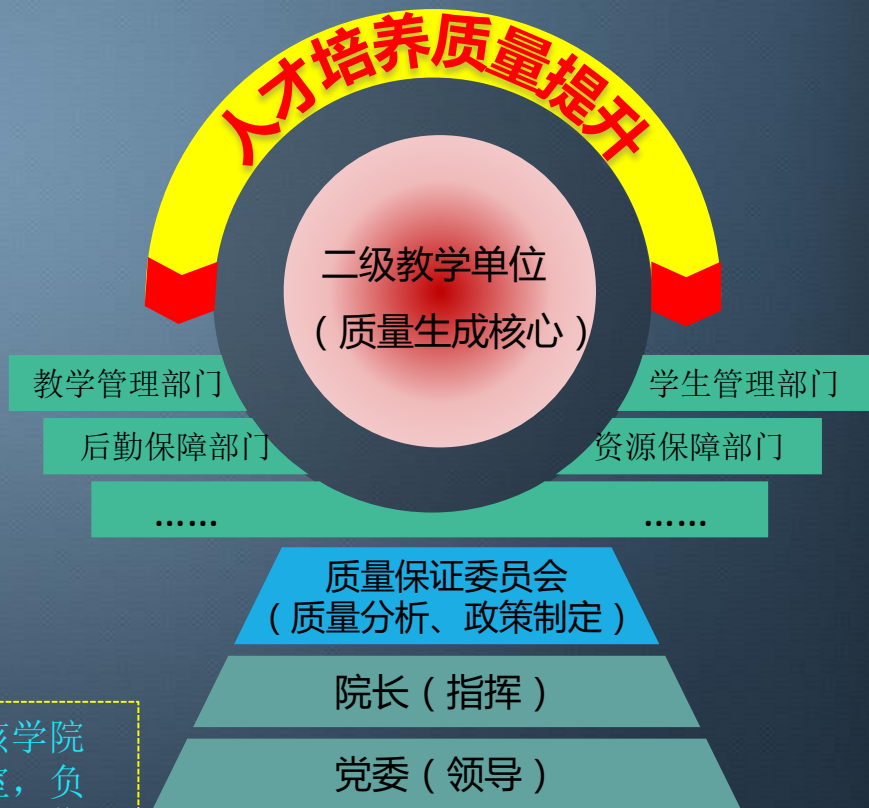 人才培养质量提升
二级教学单位
（质量生成核心）
教学管理部门
学生管理部门
后勤保障部门
资源保障部门
……
……
质量保证委员会
（质量分析、政策制定）
院长（指挥）
党委（领导）
学院
，负